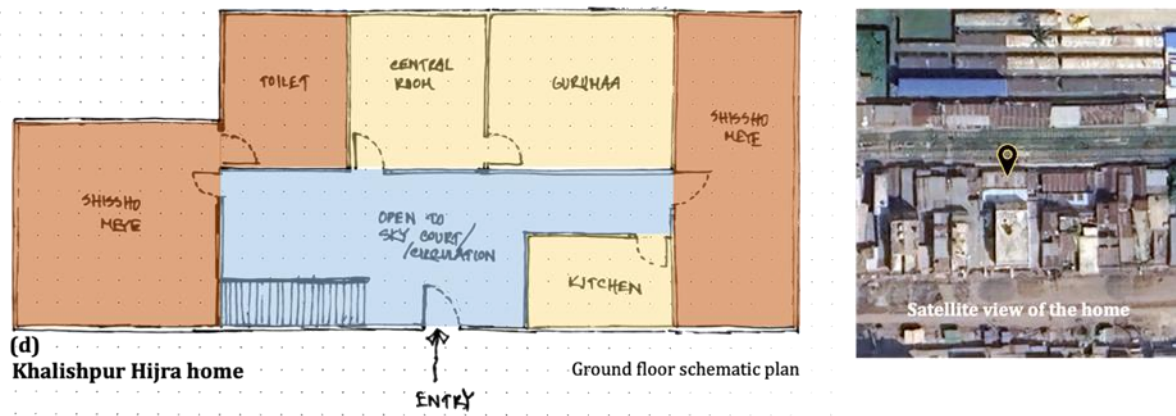 TOILET
CENTRAL
ROOM
GURUMAA
SHISSHO
MEYE
SHISSHO
MEYE
OPEN TO
SKY COURT/
/CIRCULATION
KITCHEN
Satellite view of the home
(d)
Khalishpur Hijra home
Ground floor schematic plan
ENTRY